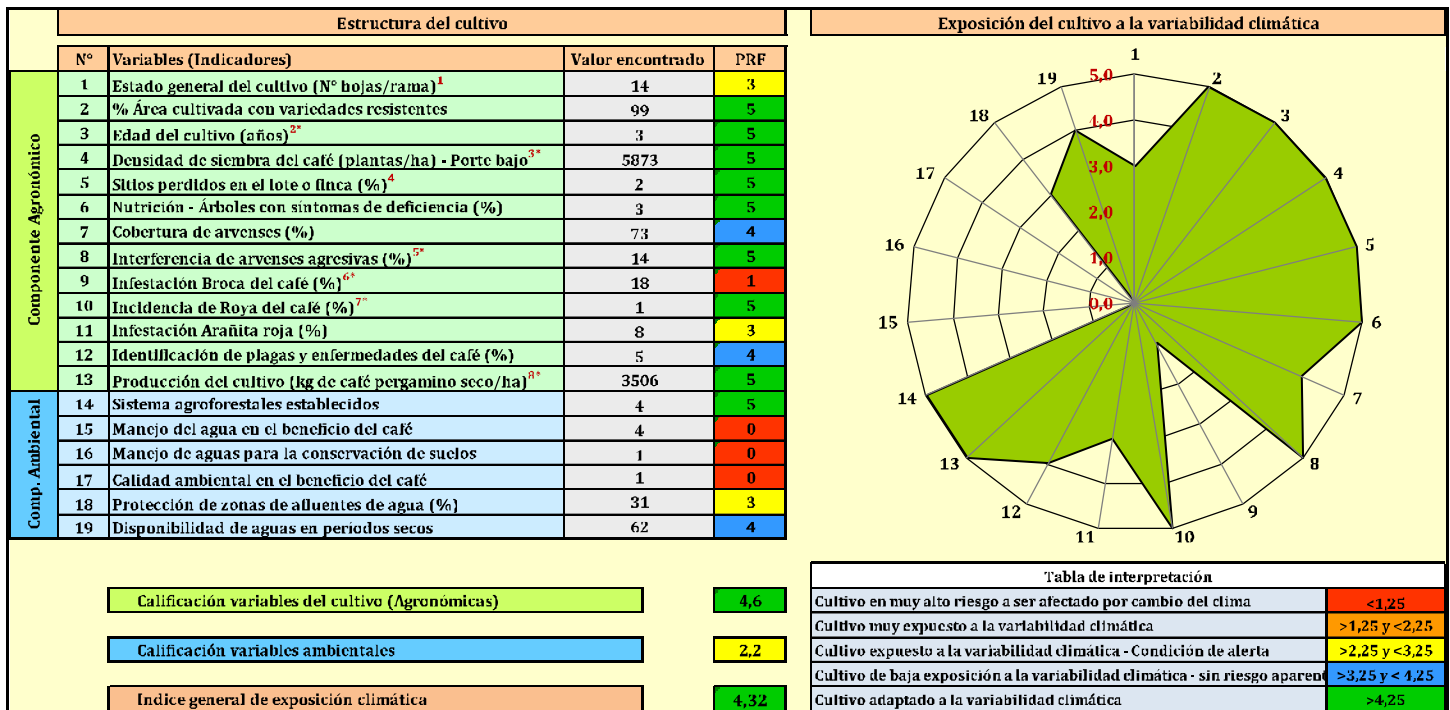 Estructura del cultivo
N° Variables (Indicadores) Valor encontrado PRF
Componente Agronómico
1 Estado general del cultivo (N° hojas/rama)1 14 3
2 % Área cultivada con variedades resistentes 99 5
3 Edad del cultivo (años)2* 3 5
4 Densidad de siembra del café (plantas/ha) - Porte bajo3* 5873 5
5 Sitios perdidos en el lote o finca (%)4 2 5
6 Nutrición - Árboles con síntomas de deficiencia (%) 3 5
7 Cobertura de arvenses (%) 73 4
8 Interferencia de arvenses agresivas (%)5* 14 5
9 Infestación Broca del café (%)6* 18 1
10 Incidencia de Roya del café (%)7* 1 5
11 Infestación Arañita roja (%) 8 3
12 Identificación de plagas y enfermedades del café (%) 5 4
13 Producción del cultivo (kg de café pergamino seco/ha)8* 3506 5
Comp. Ambiental
14 Sistema agroforestales establecidos 4 5
15 Manejo del agua en el beneficio del café 4 0
16 Manejo de aguas para la conservación de suelos 1 0
17 Calidad ambiental en el beneficio del café 1 0
18 Protección de zonas de afluentes de agua (%) 31 3
19 Disponibilidad de aguas en períodos secos 62 4
Calificación variables del cultivo (Agronómicas) 4,6
Calificación variables ambientales 2,2
Indice general de exposición climática 4,32
Exposición del cultivo a la variabilidad climática
1
2
3
4
5
6
7
8
9
10
11
12
13
14
15
16
17
18
19
5,0
4,0
3,0
2,0
1,0
0,0
Tabla de interpretación
Cultivo en muy alto riesgo a ser afectado por cambio del clima <1,25
Cultivo muy expuesto a la variabilidad climática >1,25 y <2,25
Cultivo expuesto a la variabilidad climática - Condición de alerta >2,25 y <3,25
Cultivo de baja exposición a la variabilidad climática - sin riesgo aparen >3,25 y < 4,25
Cultivo adaptado a la variabilidad climática >4,25